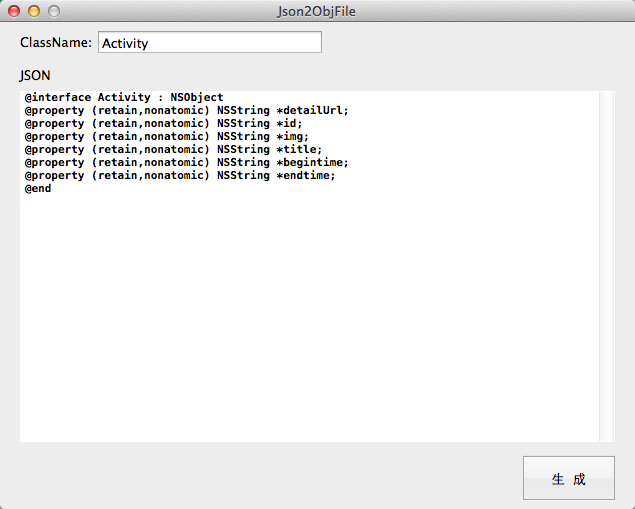 Json2ObjFile
ClassName: Activity
JSON
@interface Activity : NSObject
@property (retain,nonatomic) NSString *detailUrl;
@property (retain,nonatomic) NSString *id;
@property (retain,nonatomic) NSString *img;
@property (retain,nonatomic) NSString *title;
@property (retain,nonatomic) NSString *begintime;
@property (retain,nonatomic) NSString *endtime;
@end
生 成